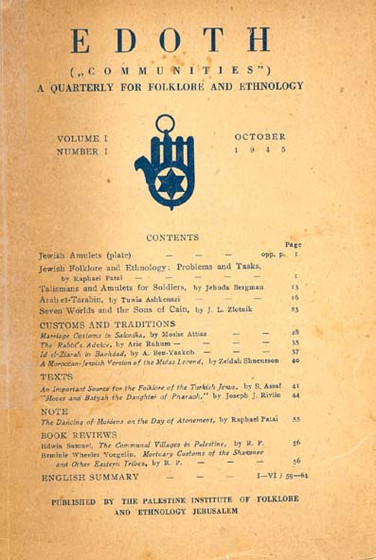 EDOTH
(„COMMUNITIES")
A QUARTERLY FOR FOLKLORE AND ETHNOLOGY
VOLUME I OCTOBER
NUMBER I 1945
CONTENTS
Page
Jewish Amulets (plate) — — — opp. p. 1
Jewish Folklore and Ethnology: Problems and Tasks,
by Raphael Patai — — — — — 1
Talismans and Amulets for Soldiers, by Jehuda Bergman 13
Arab et-Tarabin, by Tuwia Ashkenazi — — 16
Seven Worlds and the Sons of Cain, by J. L. Zlotnik 23
CUSTOMS AND TRADITIONS
Marriage Customs in Salonika, by Moshe Attias — — 28
The Rabbi's Adeker, by Arie Rahum — — — 35
Id el-Ziarah in Baghdad, by A. Ben-Yaakob — — 37
A Moroccan-Jewish Version of the Midas Legend, by Zeidah Shneurson 40
TEXTS
An Important Source for the Folklore of the Turkish Jews, by S. Assaf 41
"Moses and Batyah the Daughter of Pharaoh," by Joseph J. Rivlin 44
NOTE
The Dancing of Maidens on the Day of Atonement, by Raphael Patai 55
BOOK REVIEWS
Edwin Samuel, The Communal Villages in Palestine, by R. P. 56
Erminie Wheeler Voegelin, Mortuary Customs of the Shawnee
and Other Eastern Tribes, by R. P. — — — 56
ENGLISH SUMMARY — — — — I—VI / 59—64
PUBLISHED BY THE PALESTINE INSTITUTE OF FOLKLORE
AND ETHNOLOGY JERUSALEM